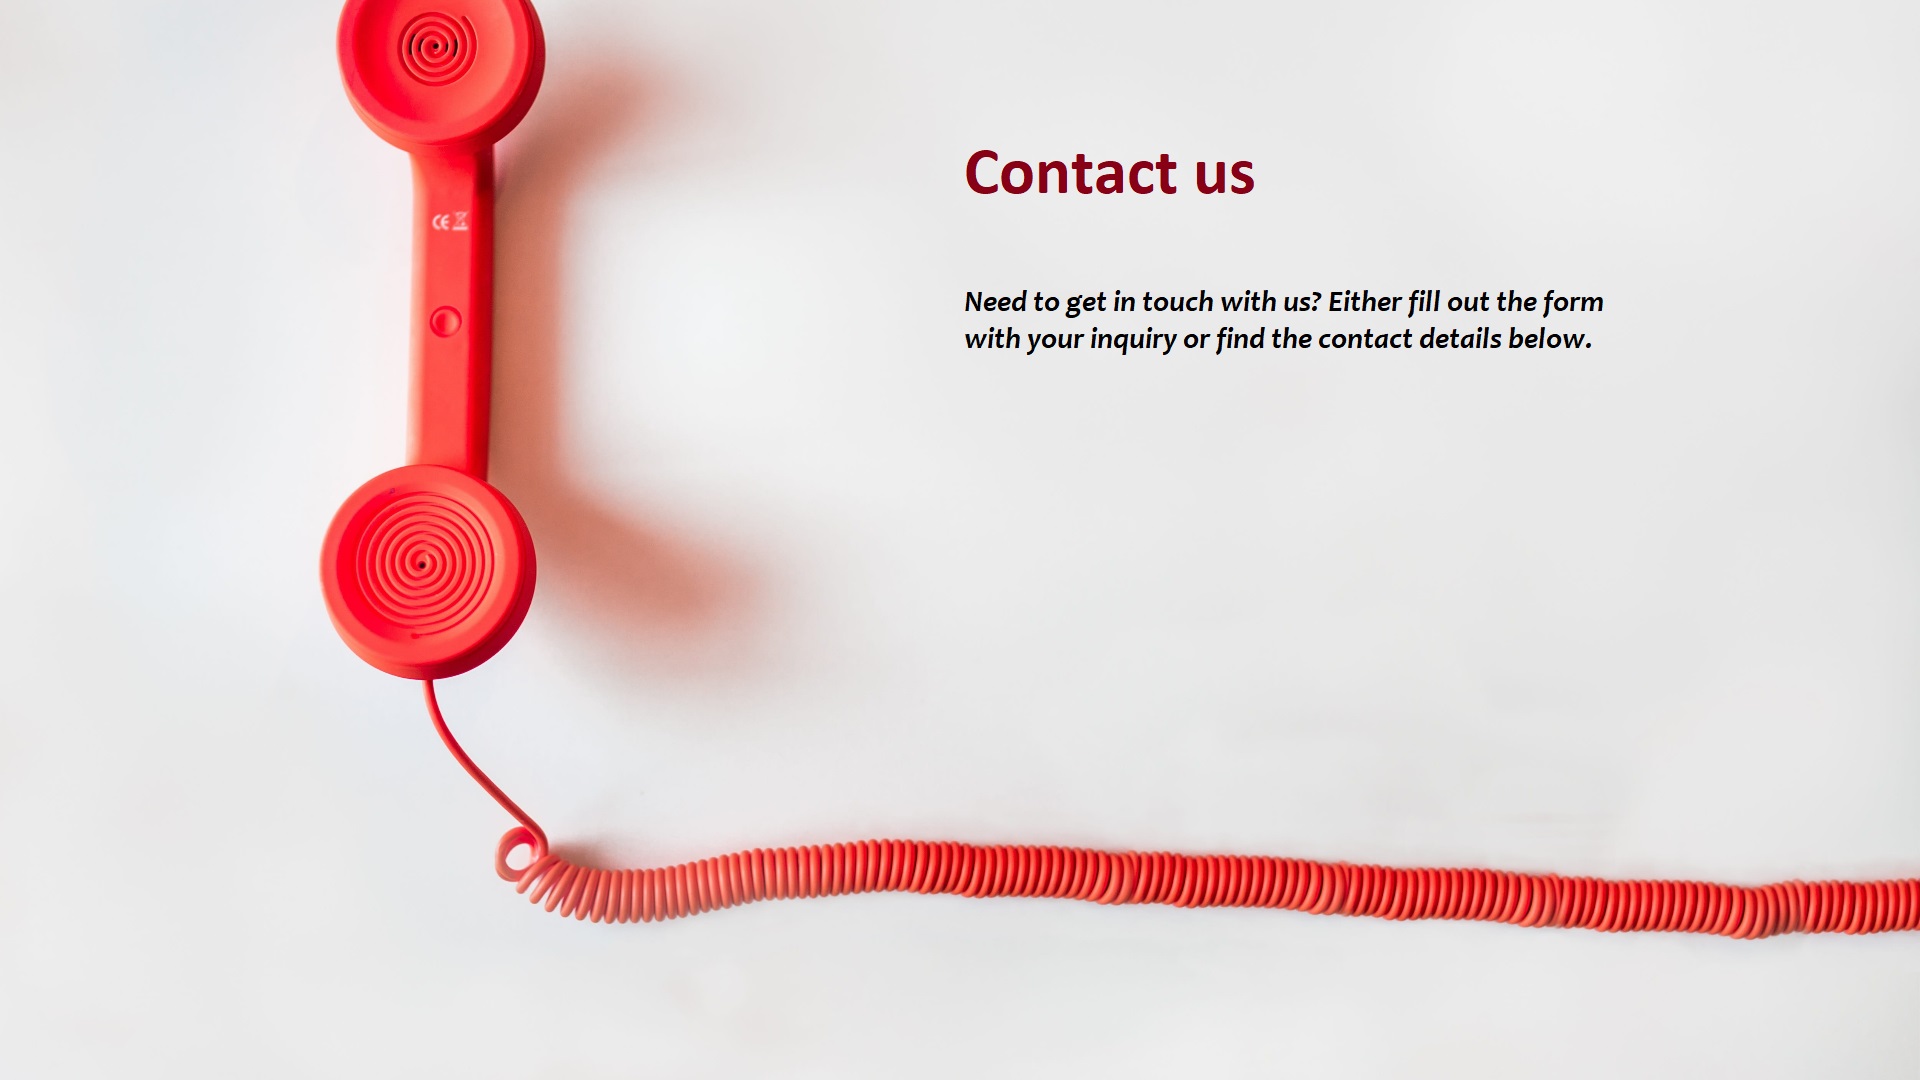 Contact us
Need to get in touch with us? Either fill out the form
with your inquiry or find the contact details below.
CE